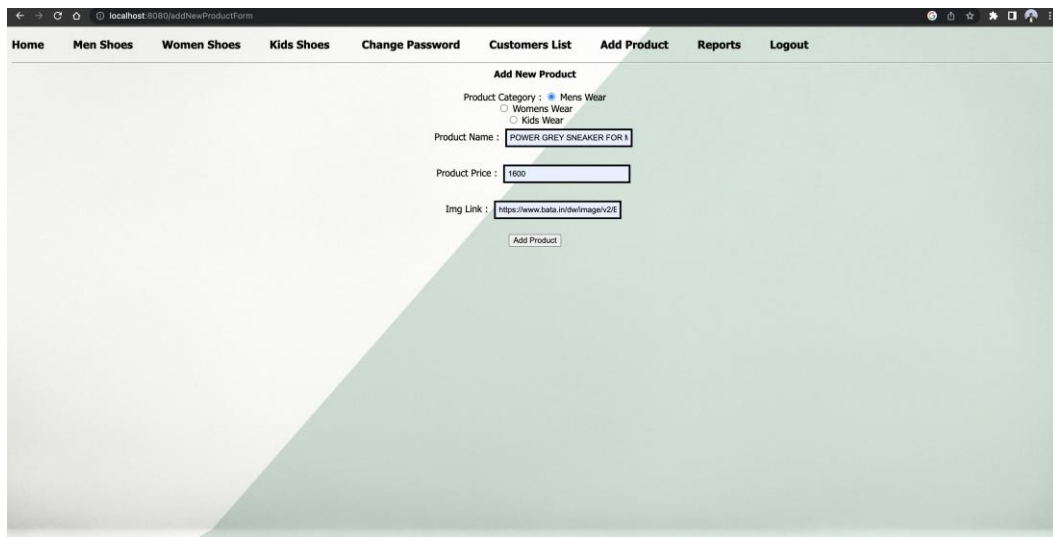 localhost:8080/addNewProductForm
Home Men Shoes Women Shoes Kids Shoes Change Password Customers List Add Product Reports Logout
Add New Product
Product Category : Mens Wear
Womens Wear
Kids Wear
Product Name : POWER GREY SNEAKER FOR M
Product Price : 1600
Img Link : https://www.bata.in/dw/image/v2/B
Add Product